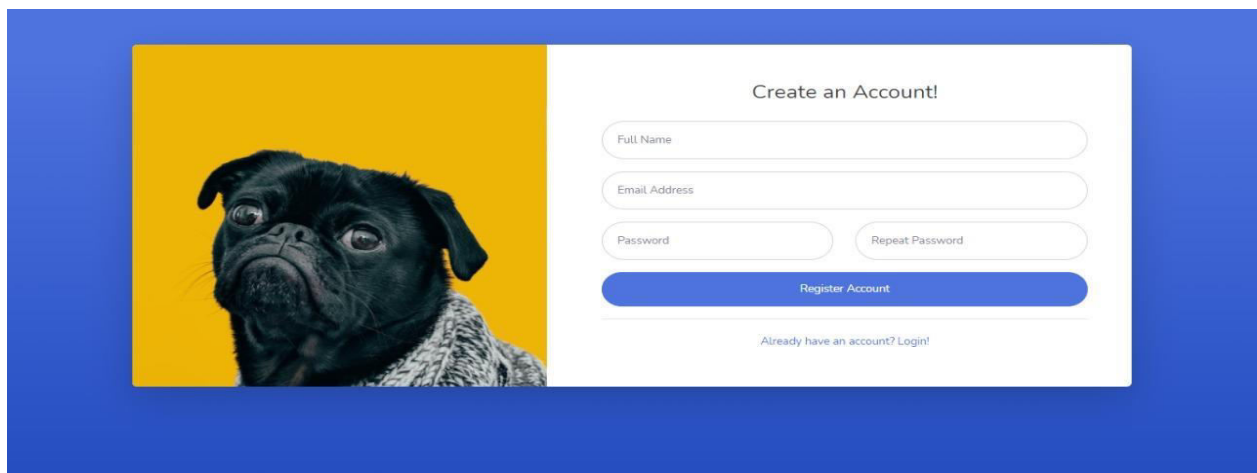 Create an Account!
Full Name
Email Address
Password
Repeat Password
Register Account
Already have an account? Login!